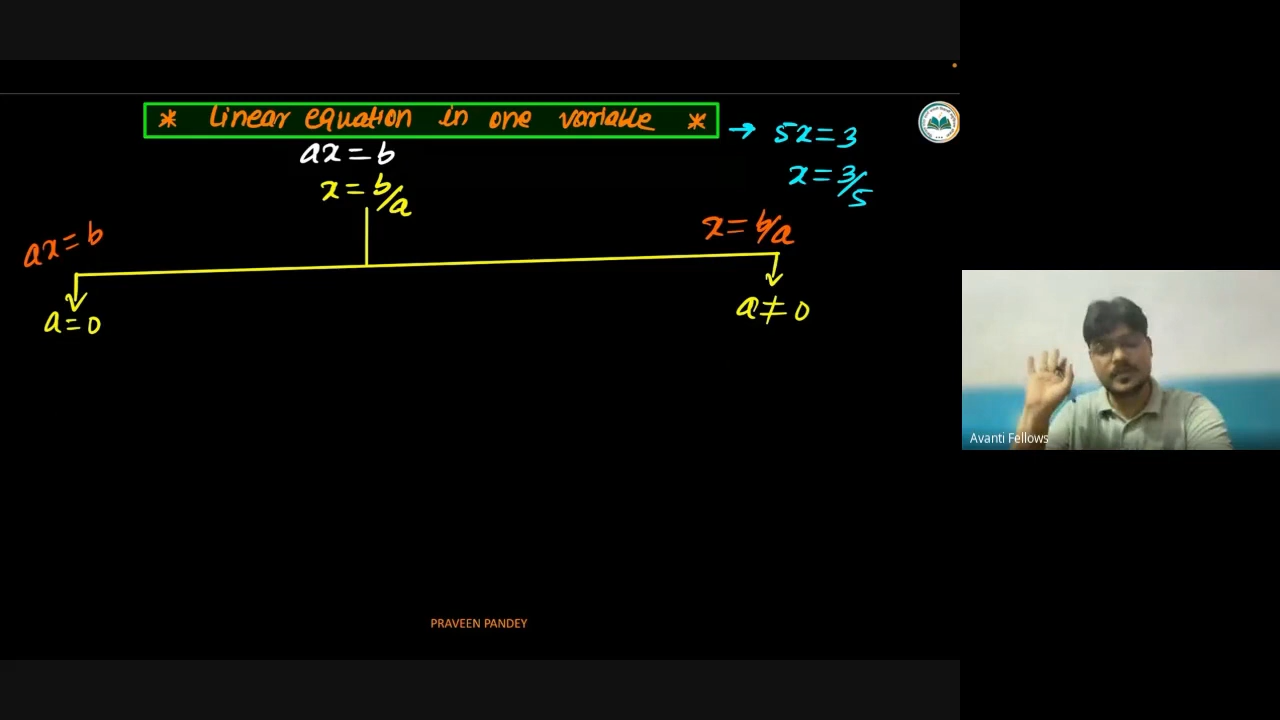 * Linear equation in one variable *
→ 5x=3
ax=b
x=3/5
x=b/a
ax=b
x=b/a
a=0
a≠0
Avanti Fellows
PRAVEEN PANDEY